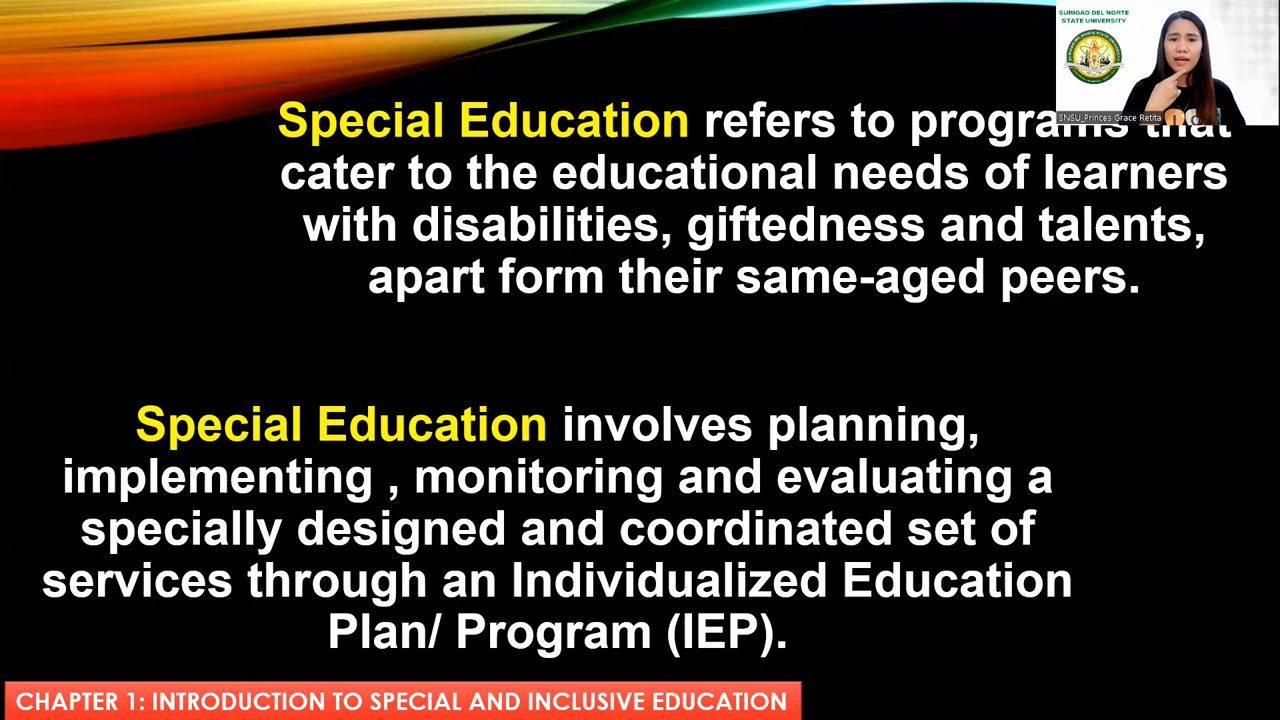 SURIGAO DEL NORTE
STATE UNIVERSITY
SNSU_Princes Grace Retita
Special Education refers to programs that
cater to the educational needs of learners
with disabilities, giftedness and talents,
apart form their same-aged peers.
Special Education involves planning,
implementing , monitoring and evaluating a
specially designed and coordinated set of
services through an Individualized Education
Plan/ Program (IEP).
CHAPTER 1: INTRODUCTION TO SPECIAL AND INCLUSIVE EDUCATION